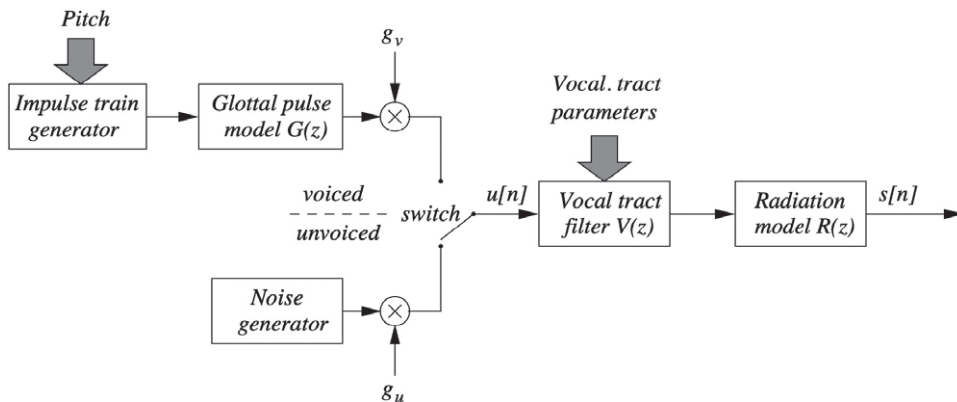 Pitch
Impulse train
generator
Glottal pulse
model G(z)
g_v
×
voiced
unvoiced
switch
u[n]
Vocal. tract
parameters
Vocal tract
filter V(z)
Radiation
model R(z)
s[n]
Noise
generator
×
g_u